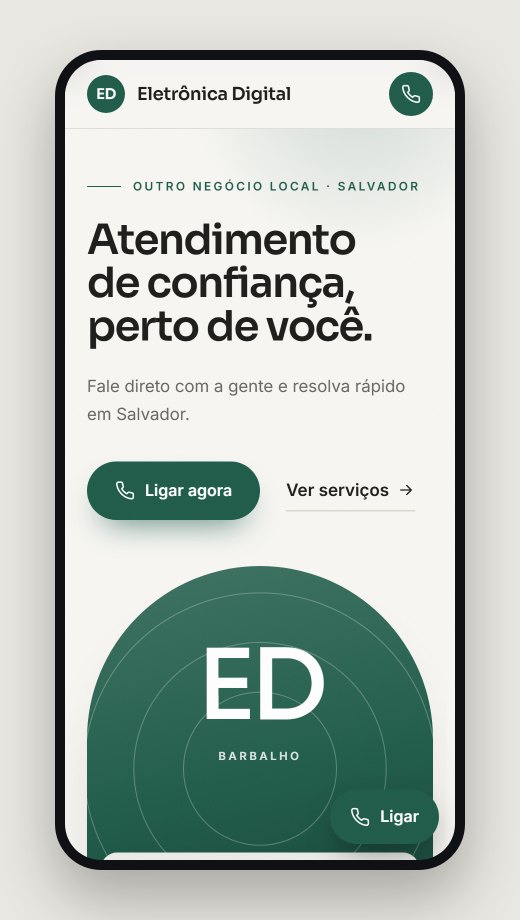 ED Eletrônica Digital
OUTRO NEGÓCIO LOCAL · SALVADOR
Atendimento
de confiança,
perto de você.
Fale direto com a gente e resolva rápido
em Salvador.
Ligar agora
Ver serviços →
ED
BARBALHO
Ligar